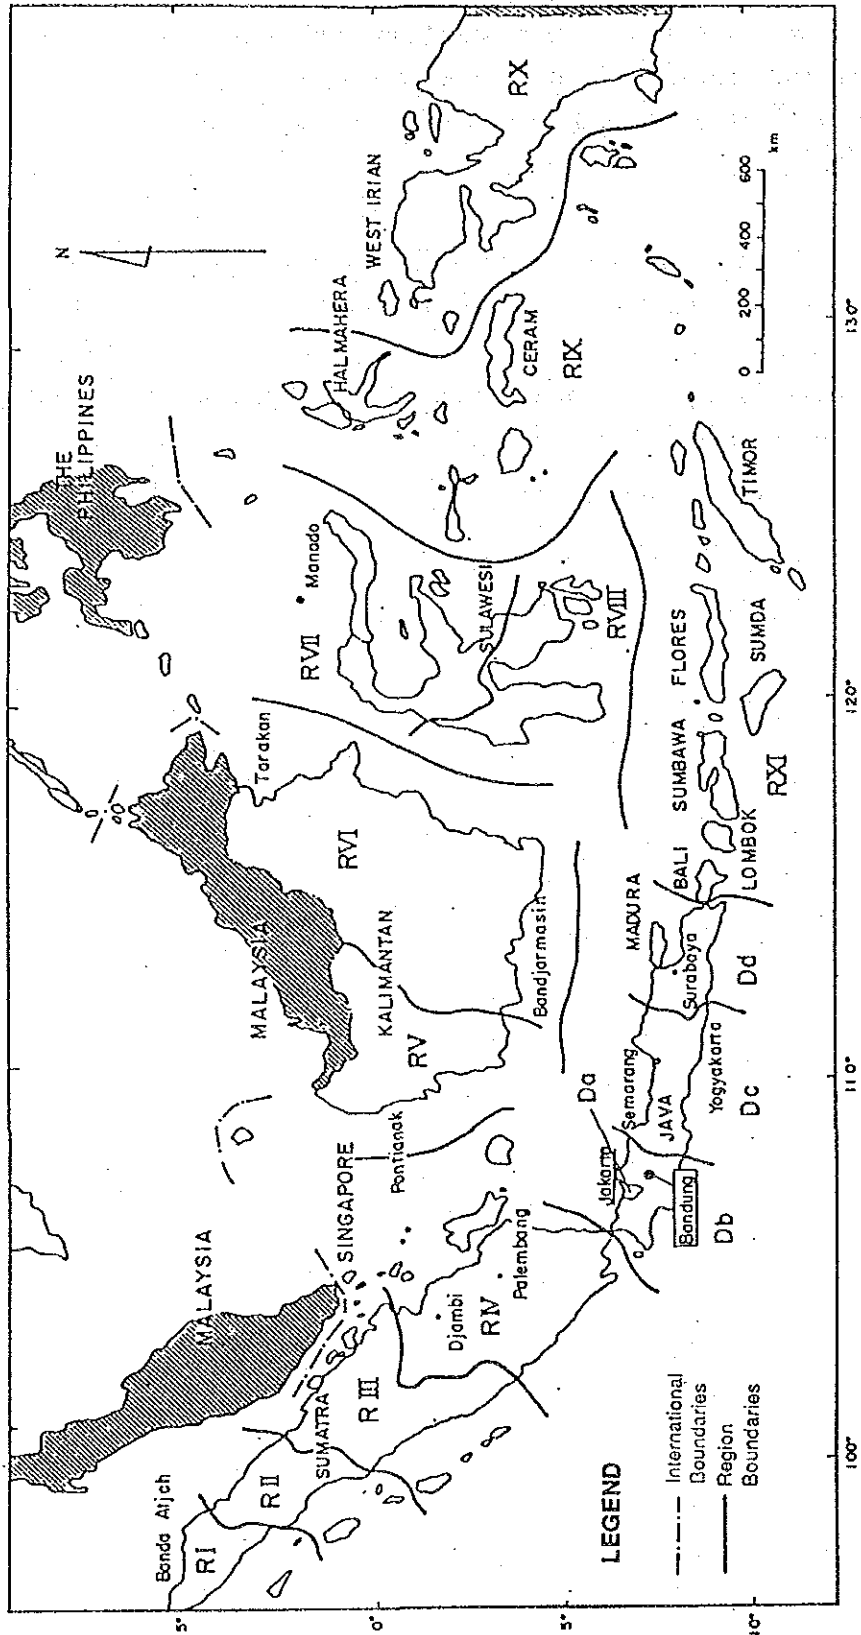 THE
PHILIPPINES
MALAYSIA
MALAYSIA
SINGAPORE
N
Banda Atjeh
RI
RII
SUMATRA
RIII
Djambi
RIV
Palembang
Pontianak
RV
KALIMANTAN
RVI
Tarakan
Bandjarmasin
RVII
Manado
SULAWESI
RVIII
HALMAHERA
WEST IRIAN
RX
CERAM
RIX
Jakarta
Da
Bandung
Db
Semarang
JAVA
Yogyakarta
Dc
MADURA
Surabaya
Dd
BALI
LOMBOK
SUMBAWA
RXI
FLORES
SUMDA
TIMOR
0 200 400 600
km
LEGEND
International
Boundaries
Region
Boundaries
5°
0°
5°
10°
100°
110°
120°
130°